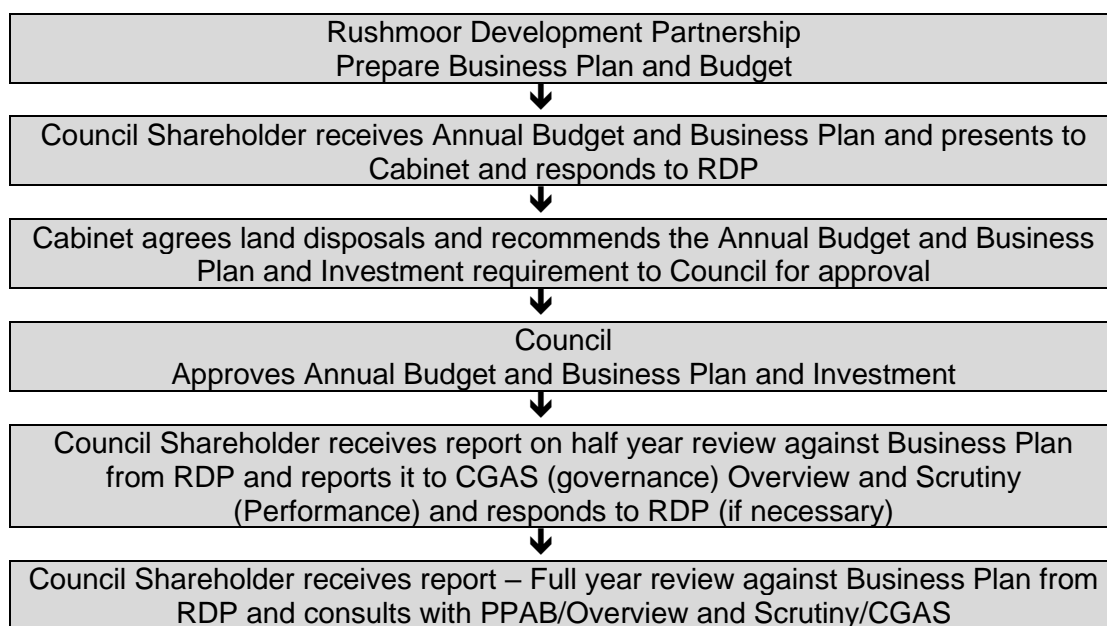 Rushmoor Development Partnership
Prepare Business Plan and Budget
Council Shareholder receives Annual Budget and Business Plan and presents to
Cabinet and responds to RDP
Cabinet agrees land disposals and recommends the Annual Budget and Business
Plan and Investment requirement to Council for approval
Council
Approves Annual Budget and Business Plan and Investment
Council Shareholder receives report on half year review against Business Plan
from RDP and reports it to CGAS (governance) Overview and Scrutiny
(Performance) and responds to RDP (if necessary)
Council Shareholder receives report – Full year review against Business Plan from
RDP and consults with PPAB/Overview and Scrutiny/CGAS